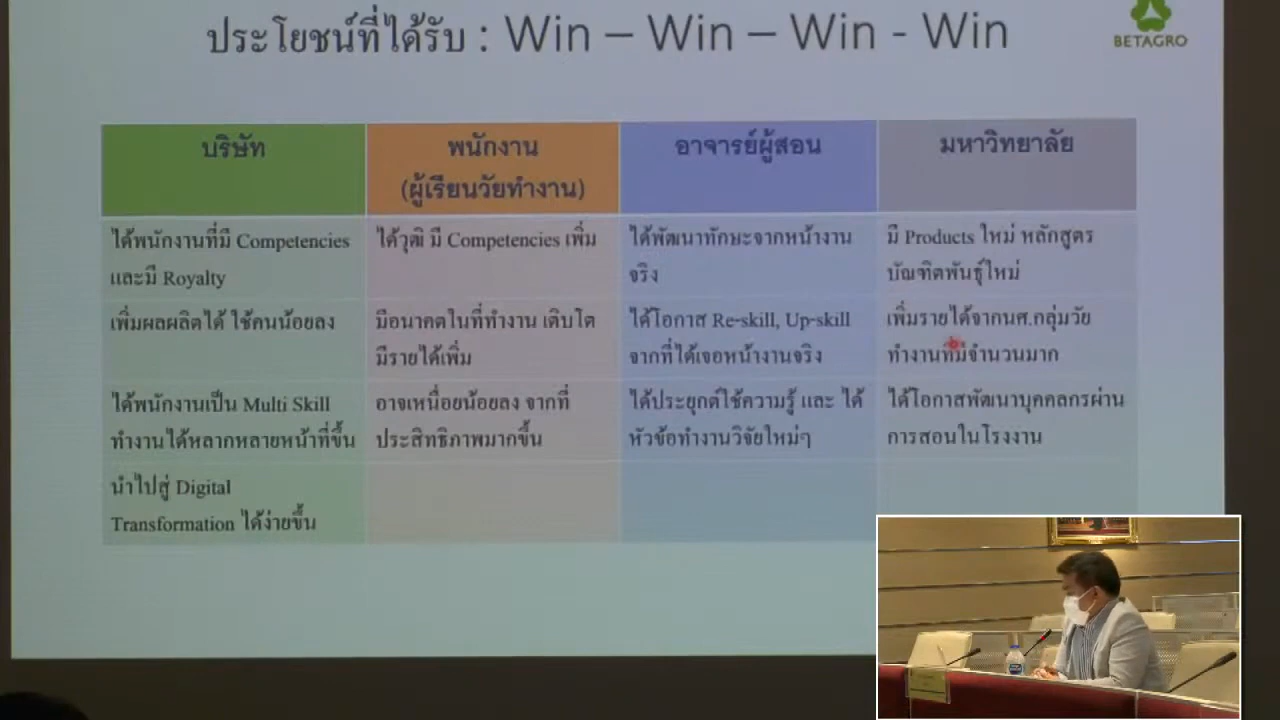 ประโยชน์ที่ได้รับ : Win – Win – Win - Win
BETAGRO
บริษัท
พนักงาน
(ผู้เรียนวัยทำงาน)
อาจารย์ผู้สอน
มหาวิทยาลัย
ได้พนักงานที่มี Competencies
และมี Royalty
ได้วุฒิ มี Competencies เพิ่ม
ได้พัฒนาทักษะจากหน้างาน
จริง
มี Products ใหม่ หลักสูตร
บัณฑิตพันธุ์ใหม่
เพิ่มผลผลิตได้ ใช้คนน้อยลง
มีอนาคตในที่ทำงาน เติบโต
มีรายได้เพิ่ม
ได้โอกาส Re-skill, Up-skill
จากที่ได้เจอหน้างานจริง
เพิ่มรายได้จากนศ.กลุ่มวัย
ทำงานที่มีจำนวนมาก
ได้พนักงานเป็น Multi Skill
ทำงานได้หลากหลายหน้าที่ขึ้น
อาจเหนื่อยน้อยลง จากที่
ประสิทธิภาพมากขึ้น
ได้ประยุกต์ใช้ความรู้ และ ได้
หัวข้อทำงานวิจัยใหม่ๆ
ได้โอกาสพัฒนาบุคคลกรผ่าน
การสอนในโรงงาน
นำไปสู่ Digital
Transformation ได้ง่ายขึ้น